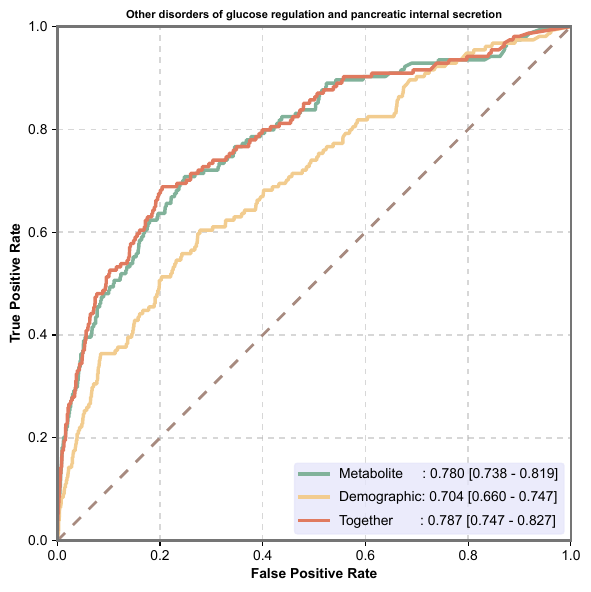 Other disorders of glucose regulation and pancreatic internal secretion
True Positive Rate
1.0
0.8
0.6
0.4
0.2
0.0
Metabolite : 0.780 [0.738 - 0.819]
Demographic: 0.704 [0.660 - 0.747]
Together : 0.787 [0.747 - 0.827]
0.0 0.2 0.4 0.6 0.8 1.0
False Positive Rate